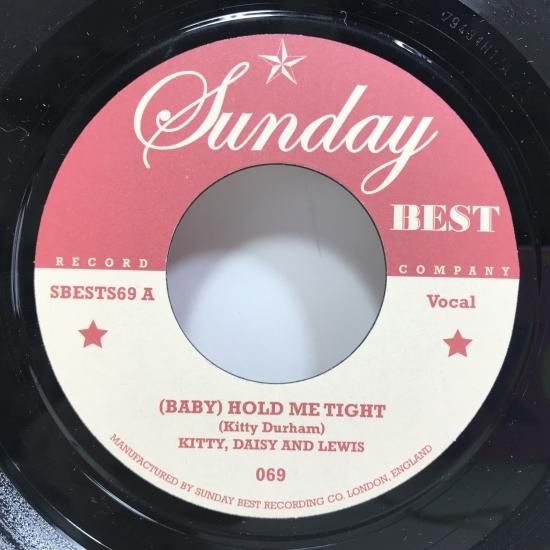 Sunday
BEST
RECORD COMPANY
SBESTS69 A
Vocal
(BABY) HOLD ME TIGHT
(Kitty Durham)
KITTY, DAISY AND LEWIS
069
MANUFACTURED BY SUNDAY BEST RECORDING CO. LONDON, ENGLAND